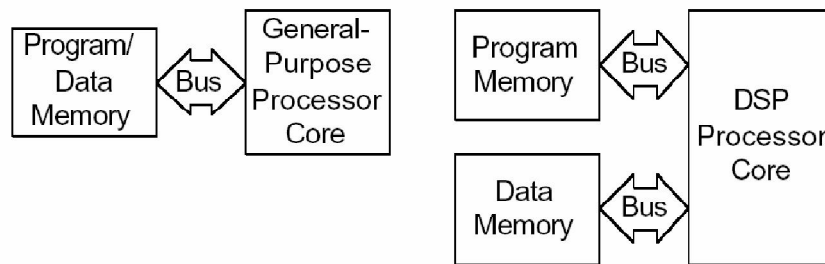 Program/
Data
Memory
Bus
General-
Purpose
Processor
Core
Program
Memory
Bus
Data
Memory
Bus
DSP
Processor
Core